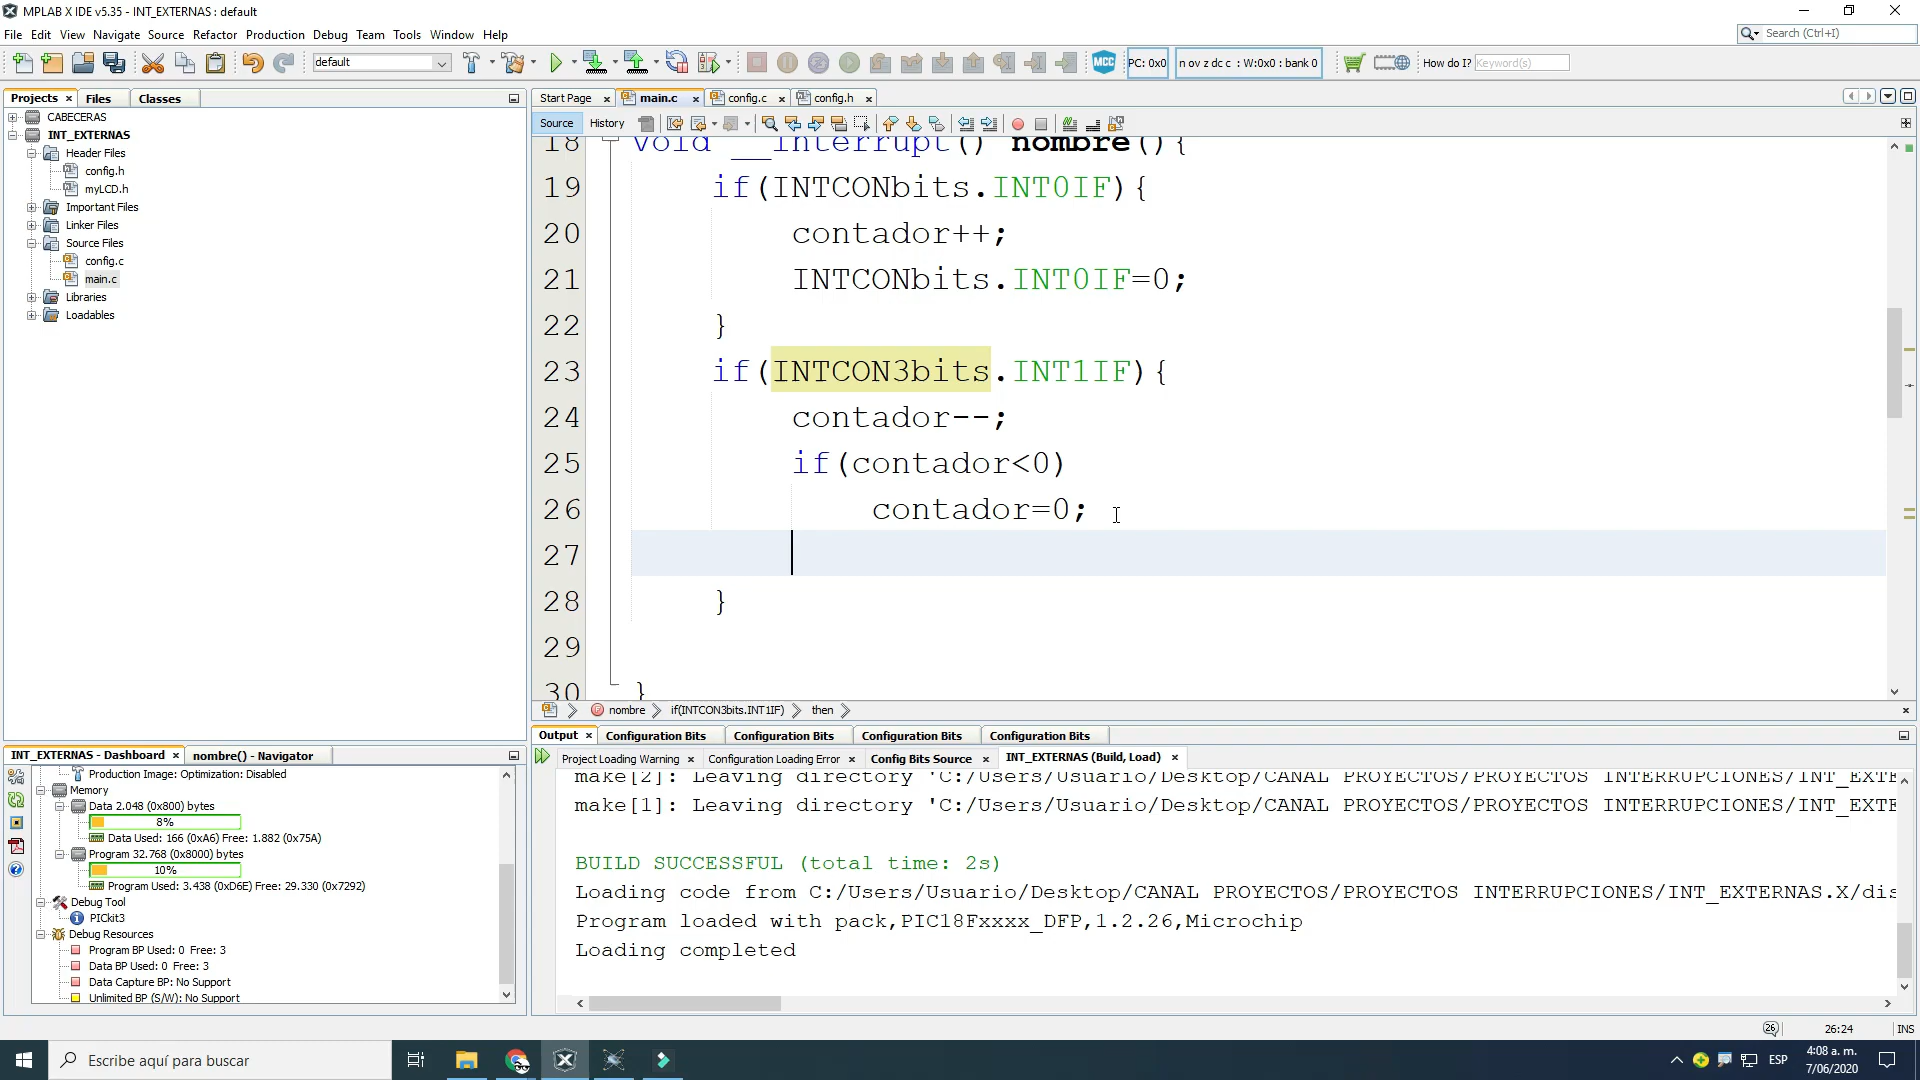 MPLAB X IDE v5.35 - INT_EXTERNAS : default
File Edit View Navigate Source Refactor Production Debug Team Tools Window Help
Search (Ctrl+I)
default
MCC
PC: 0x0
n ov z dc c : W:0x0 : bank 0
How do I? Keyword(s)
Projects Files Classes
Start Page main.c config.c config.h
CABECERAS
INT_EXTERNAS
Header Files
config.h
myLCD.h
Important Files
Linker Files
Source Files
config.c
main.c
Libraries
Loadables
Source History
18 void __interrupt() nombre(){
19 if(INTCONbits.INT0IF){
20 contador++;
21 INTCONbits.INT0IF=0;
22 }
23 if(INTCON3bits.INT1IF){
24 contador--;
25 if(contador<0)
26 contador=0;
27
28 }
29
30 }
nombre if(INTCON3bits.INT1IF) then
INT_EXTERNAS - Dashboard nombre() - Navigator
Production Image: Optimization: Disabled
Memory
Data 2.048 (0x800) bytes
8%
Data Used: 166 (0xA6) Free: 1.882 (0x75A)
Program 32.768 (0x8000) bytes
10%
Program Used: 3.438 (0xD6E) Free: 29.330 (0x7292)
Debug Tool
PICkit3
Debug Resources
Program BP Used: 0 Free: 3
Data BP Used: 0 Free: 3
Data Capture BP: No Support
Unlimited BP (S/W): No Support
Output Configuration Bits Configuration Bits Configuration Bits Configuration Bits
Project Loading Warning Configuration Loading Error Config Bits Source INT_EXTERNAS (Build, Load)
make[2]: Leaving directory 'C:/Users/Usuario/Desktop/CANAL PROYECTOS/PROYECTOS INTERRUPCIONES/INT_EXTE
make[1]: Leaving directory 'C:/Users/Usuario/Desktop/CANAL PROYECTOS/PROYECTOS INTERRUPCIONES/INT_EXTE
BUILD SUCCESSFUL (total time: 2s)
Loading code from C:/Users/Usuario/Desktop/CANAL PROYECTOS/PROYECTOS INTERRUPCIONES/INT_EXTERNAS.X/dis
Program loaded with pack,PIC18Fxxxx_DFP,1.2.26,Microchip
Loading completed
26 26:24 INS
Escribe aquí para buscar
ESP
4:08 a. m.
7/06/2020